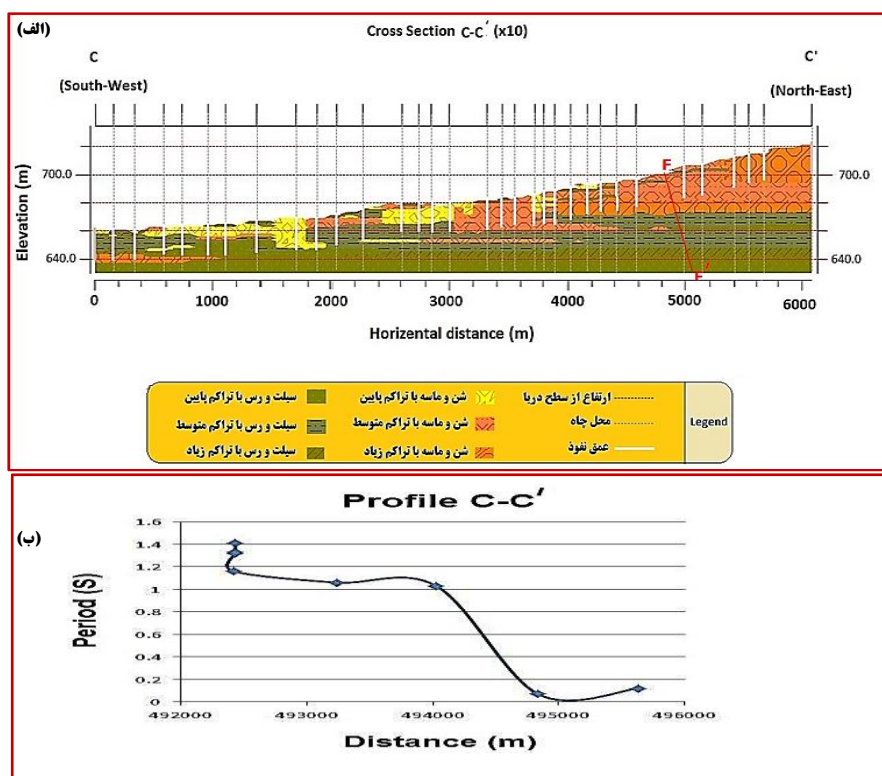 (الف)
Cross Section C-C' (x10)
C
C'
(South-West)
(North-East)
Elevation (m)
700.0
700.0
640.0
640.0
F
F'
0
1000
2000
3000
4000
5000
6000
Horizental distance (m)
سیلت و رس با تراکم پایین
شن و ماسه با تراکم پایین
ارتفاع از سطح دریا
سیلت و رس با تراکم متوسط
شن و ماسه با تراکم متوسط
محل چاه
Legend
سیلت و رس با تراکم زیاد
شن و ماسه با تراکم زیاد
عمق نفوذ
(ب)
Profile C-C'
Period (S)
1.6
1.4
1.2
1
0.8
0.6
0.4
0.2
0
492000
493000
494000
495000
496000
Distance (m)